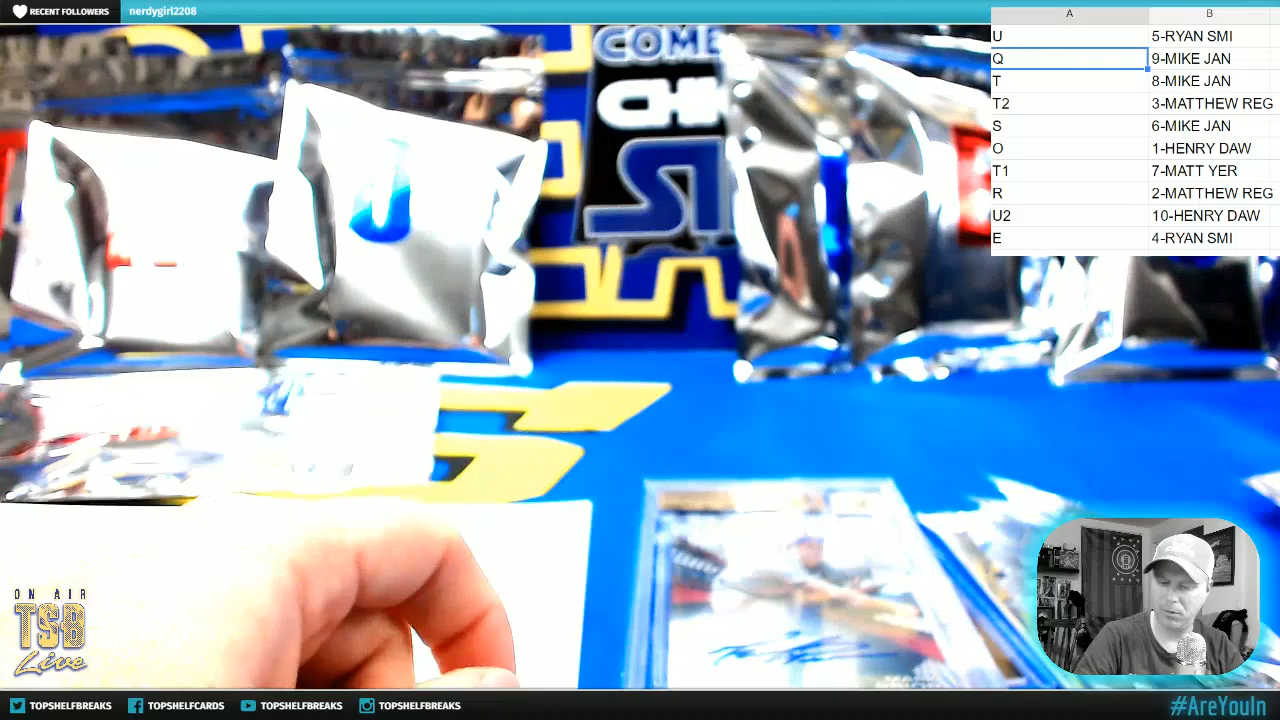 RECENT FOLLOWERS nerdygirl2208
A B
U 5-RYAN SMI
Q 9-MIKE JAN
T 8-MIKE JAN
T2 3-MATTHEW REG
S 6-MIKE JAN
O 1-HENRY DAW
T1 7-MATT YER
R 2-MATTHEW REG
U2 10-HENRY DAW
E 4-RYAN SMI
COME
ON AIR
TSB
Live
TOPSHELFBREAKS TOPSHELFCARDS TOPSHELFBREAKS TOPSHELFBREAKS #AreYouIn